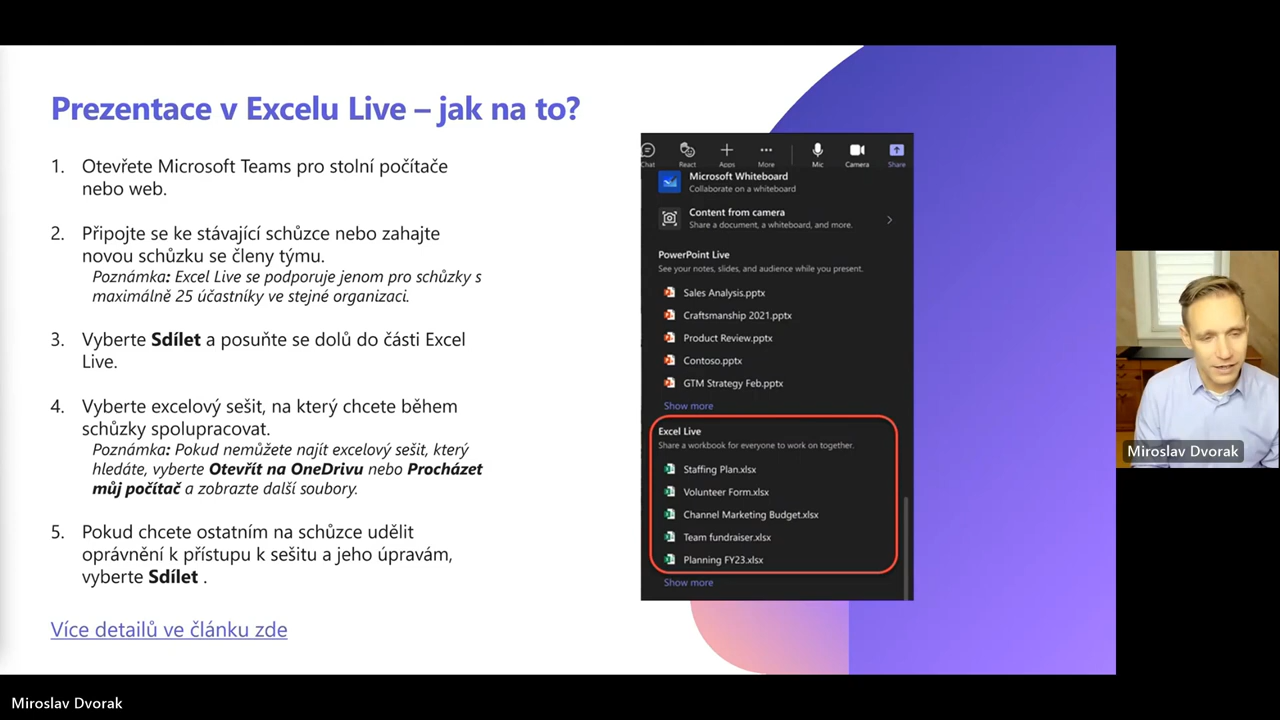 Prezentace v Excelu Live – jak na to?
1. Otevřete Microsoft Teams pro stolní počítače
nebo web.
2. Připojte se ke stávající schůzce nebo zahajte
novou schůzku se členy týmu.
Poznámka: Excel Live se podporuje jenom pro schůzky s
maximálně 25 účastníky ve stejné organizaci.
3. Vyberte Sdílet a posuňte se dolů do části Excel
Live.
4. Vyberte excelový sešit, na který chcete během
schůzky spolupracovat.
Poznámka: Pokud nemůžete najít excelový sešit, který
hledáte, vyberte Otevřít na OneDrivu nebo Procházet
můj počítač a zobrazte další soubory.
5. Pokud chcete ostatním na schůzce udělit
oprávnění k přístupu k sešitu a jeho úpravám,
vyberte Sdílet .
Více detailů ve článku zde
Chat React Apps More Mic Camera Share
Microsoft Whiteboard
Collaborate on a whiteboard
Content from camera
Share a document, a whiteboard, and more.
PowerPoint Live
See your notes, slides, and audience while you present.
Sales Analysis.pptx
Craftsmanship 2021.pptx
Product Review.pptx
Contoso.pptx
GTM Strategy Feb.pptx
Show more
Excel Live
Share a workbook for everyone to work on together.
Staffing Plan.xlsx
Volunteer Form.xlsx
Channel Marketing Budget.xlsx
Team fundraiser.xlsx
Planning FY23.xlsx
Show more
Miroslav Dvorak
Miroslav Dvorak